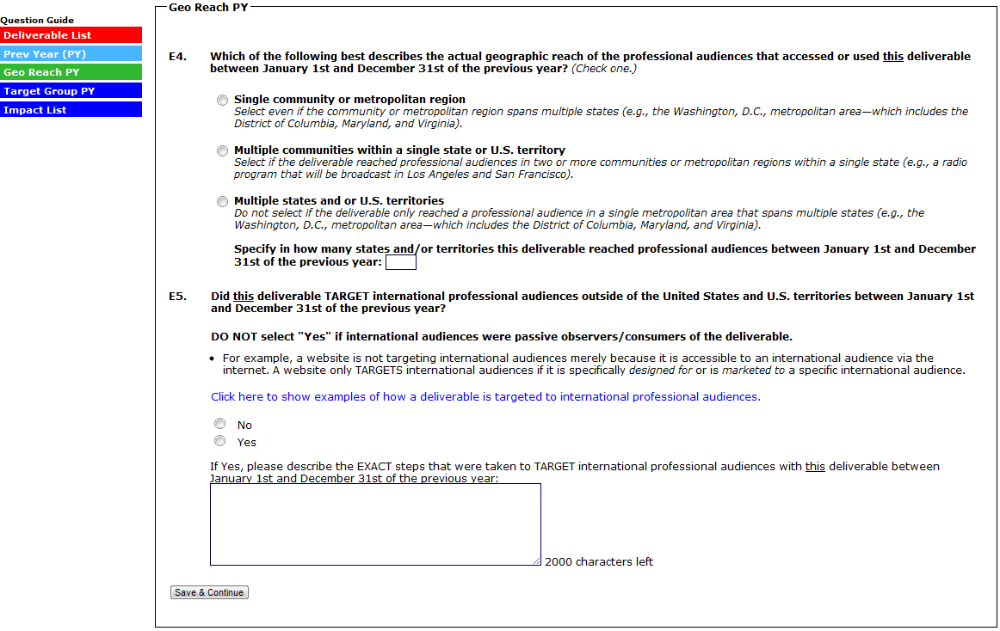 Question Guide
Deliverable List
Prev Year (PY)
Geo Reach PY
Target Group PY
Impact List
Geo Reach PY
E4. Which of the following best describes the actual geographic reach of the professional audiences that accessed or used this deliverable
between January 1st and December 31st of the previous year? (Check one.)
Single community or metropolitan region
Select even if the community or metropolitan region spans multiple states (e.g., the Washington, D.C., metropolitan area—which includes the
District of Columbia, Maryland, and Virginia).
Multiple communities within a single state or U.S. territory
Select if the deliverable reached professional audiences in two or more communities or metropolitan regions within a single state (e.g., a radio
program that will be broadcast in Los Angeles and San Francisco).
Multiple states and or U.S. territories
Do not select if the deliverable only reached a professional audience in a single metropolitan area that spans multiple states (e.g., the
Washington, D.C., metropolitan area—which includes the District of Columbia, Maryland, and Virginia).
Specify in how many states and/or territories this deliverable reached professional audiences between January 1st and December
31st of the previous year:
E5. Did this deliverable TARGET international professional audiences outside of the United States and U.S. territories between January 1st
and December 31st of the previous year?
DO NOT select "Yes" if international audiences were passive observers/consumers of the deliverable.
• For example, a website is not targeting international audiences merely because it is accessible to an international audience via the
internet. A website only TARGETS international audiences if it is specifically designed for or is marketed to a specific international audience.
Click here to show examples of how a deliverable is targeted to international professional audiences.
No
Yes
If Yes, please describe the EXACT steps that were taken to TARGET international professional audiences with this deliverable between
January 1st and December 31st of the previous year:
2000 characters left
Save & Continue